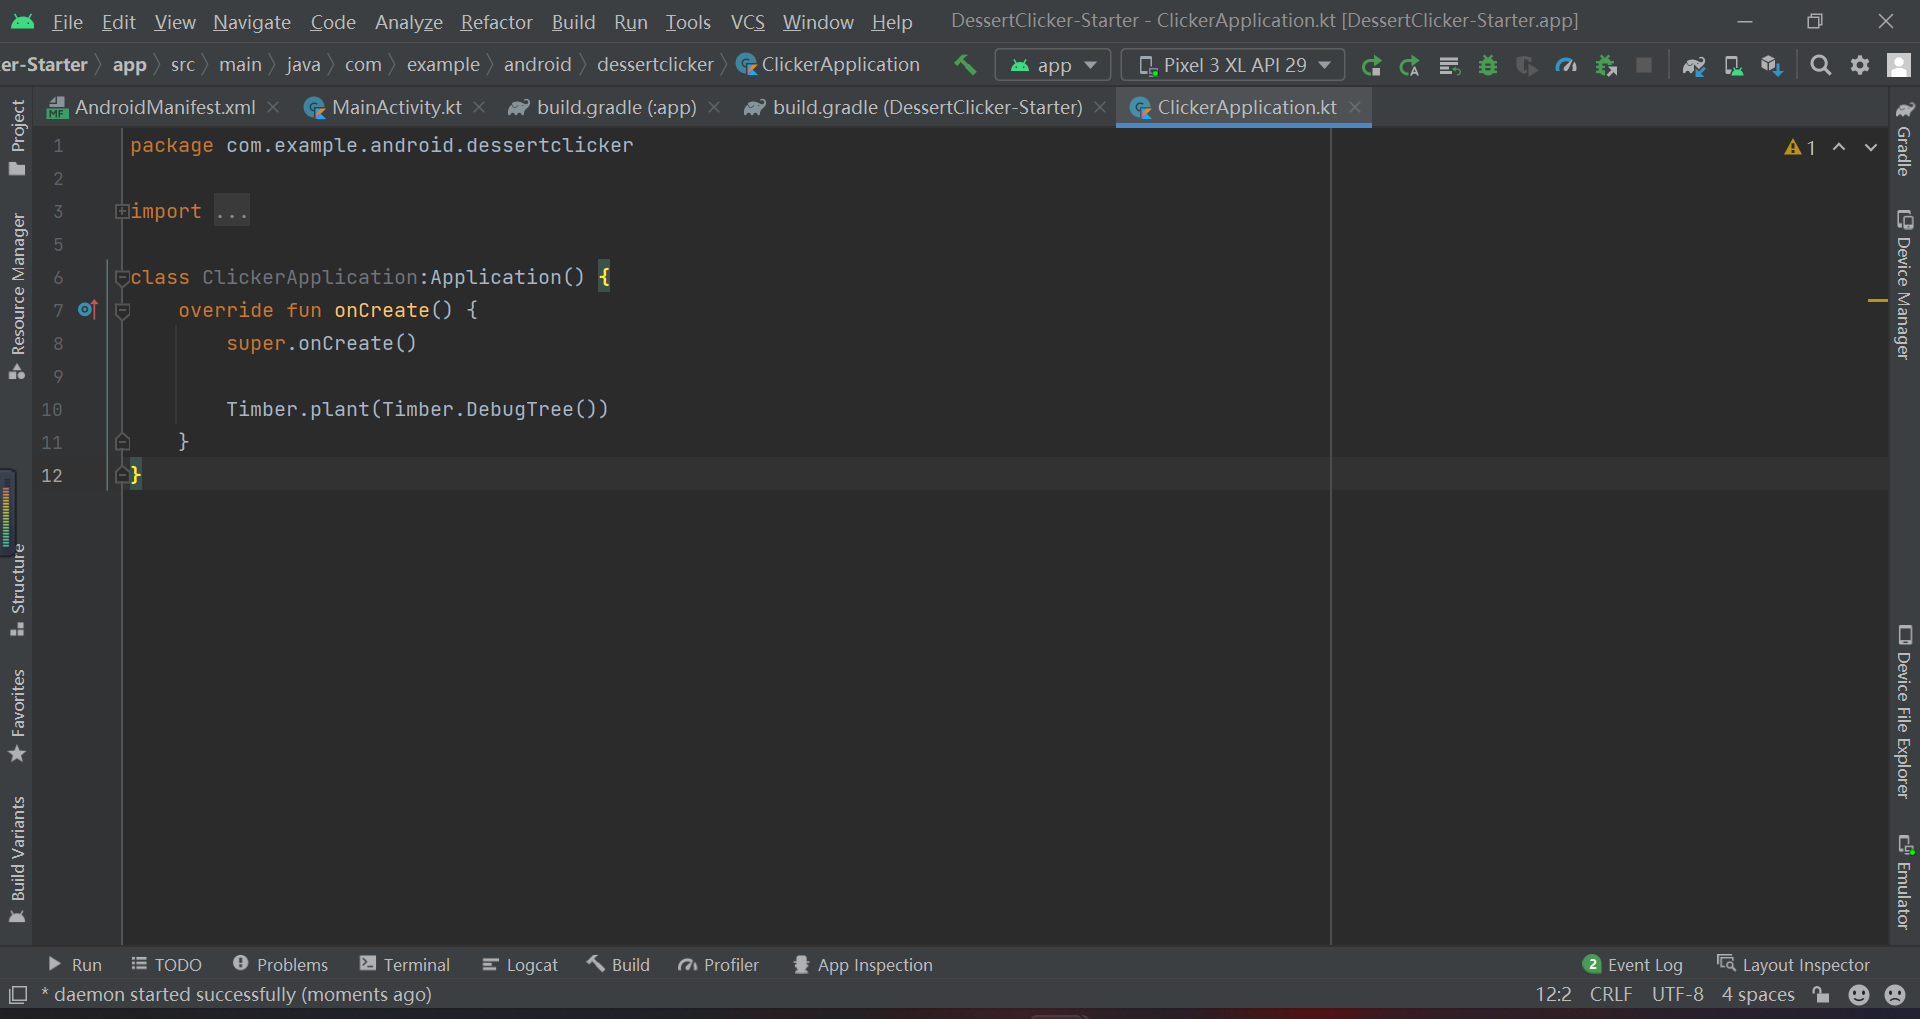 File Edit View Navigate Code Analyze Refactor Build Run Tools VCS Window Help DessertClicker-Starter - ClickerApplication.kt [DessertClicker-Starter.app]
er-Starter app src main java com example android dessertclicker ClickerApplication app Pixel 3 XL API 29
AndroidManifest.xml MainActivity.kt build.gradle (:app) build.gradle (DessertClicker-Starter) ClickerApplication.kt
1 package com.example.android.dessertclicker
1
2
3 import ...
5
6 class ClickerApplication:Application() {
7 override fun onCreate() {
8 super.onCreate()
9
10 Timber.plant(Timber.DebugTree())
11 }
12 }
Project
Resource Manager
Structure
Favorites
Build Variants
Gradle
Device Manager
Device File Explorer
Emulator
Run TODO Problems Terminal Logcat Build Profiler App Inspection 2 Event Log Layout Inspector
* daemon started successfully (moments ago) 12:2 CRLF UTF-8 4 spaces